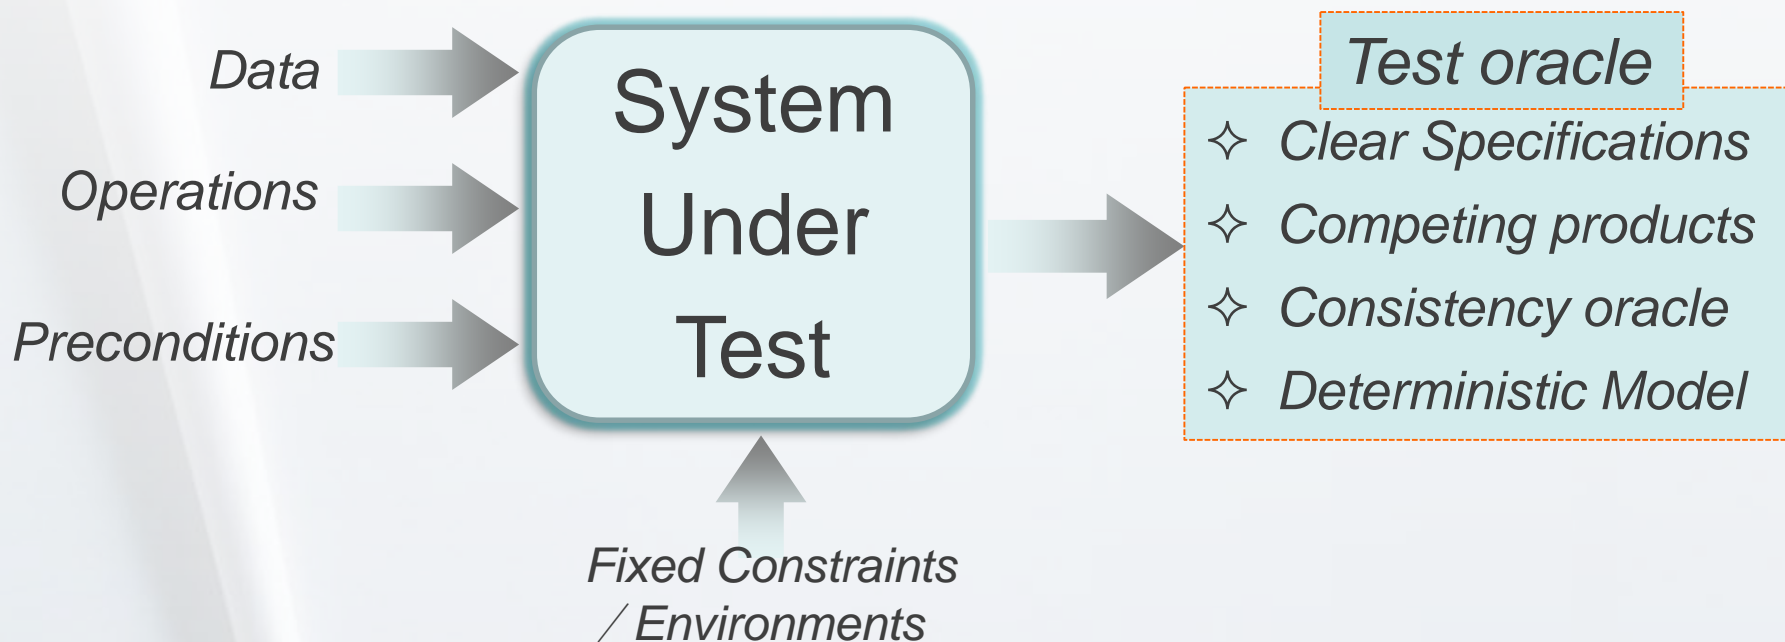 Data
Operations
Preconditions
System
Under
Test
Fixed Constraints
/ Environments
Test oracle
✧ Clear Specifications
✧ Competing products
✧ Consistency oracle
✧ Deterministic Model